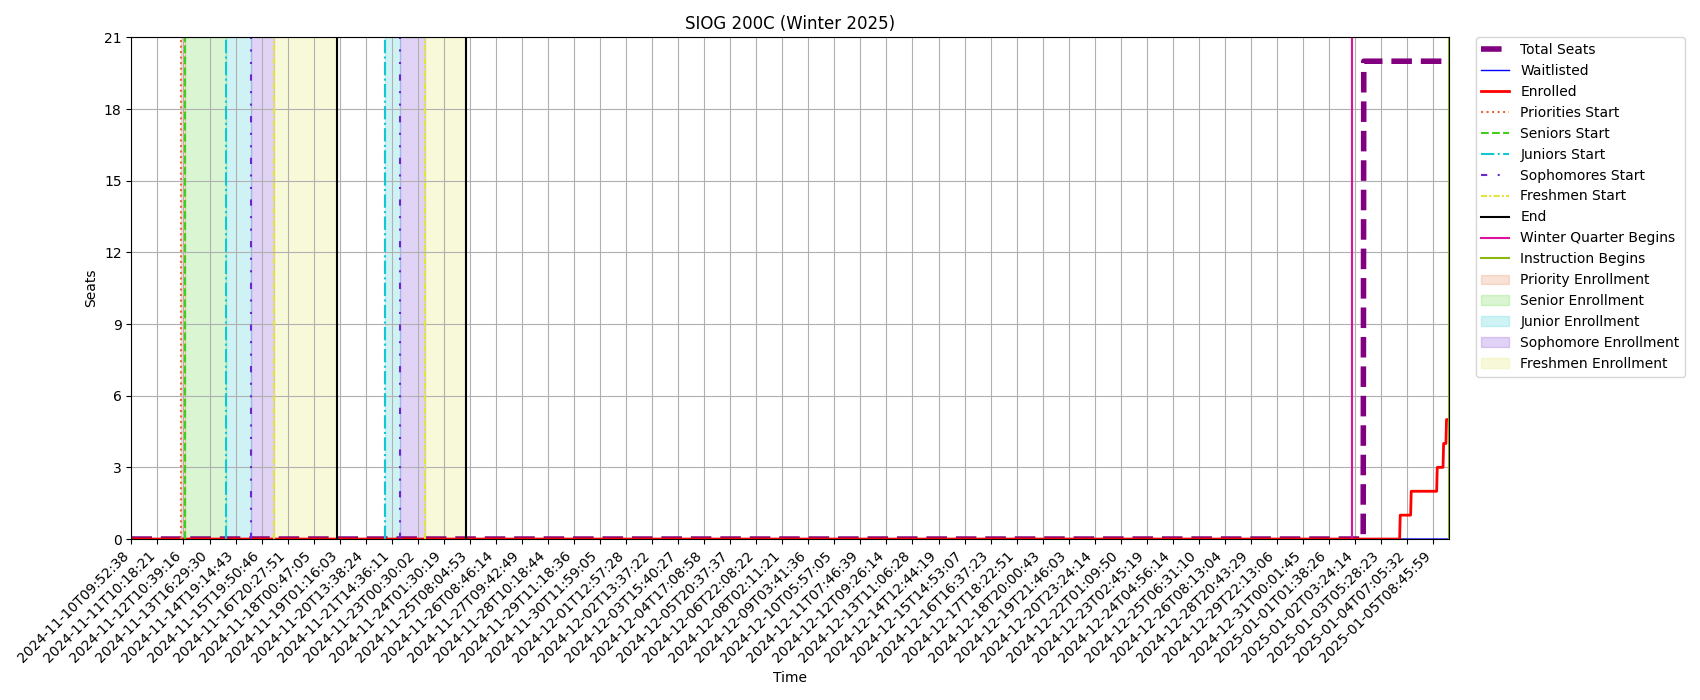 SIOG 200C (Winter 2025)
Seats
21
18
15
12
9
6
3
0
2024-11-10T09:52:38
2024-11-11T10:18:21
2024-11-12T10:39:16
2024-11-13T16:29:30
2024-11-14T19:14:43
2024-11-15T19:50:46
2024-11-16T20:27:51
2024-11-18T00:47:05
2024-11-19T01:16:03
2024-11-20T13:38:24
2024-11-21T14:36:11
2024-11-23T00:30:02
2024-11-24T01:30:19
2024-11-25T08:04:53
2024-11-26T08:46:14
2024-11-27T09:42:49
2024-11-28T10:18:44
2024-11-29T11:18:36
2024-11-30T11:59:05
2024-12-01T12:57:28
2024-12-02T13:37:22
2024-12-03T15:40:27
2024-12-04T17:08:58
2024-12-05T20:37:37
2024-12-06T22:08:22
2024-12-08T02:11:21
2024-12-09T03:41:36
2024-12-10T05:57:05
2024-12-11T07:46:39
2024-12-12T09:26:14
2024-12-13T11:06:28
2024-12-14T12:44:19
2024-12-15T14:53:07
2024-12-16T16:37:23
2024-12-17T18:22:51
2024-12-18T20:00:43
2024-12-19T21:46:03
2024-12-20T23:24:14
2024-12-22T01:09:50
2024-12-23T02:45:19
2024-12-24T04:56:14
2024-12-25T06:31:10
2024-12-26T08:13:04
2024-12-28T20:43:29
2024-12-29T22:13:06
2024-12-31T00:01:45
2025-01-01T01:38:26
2025-01-02T03:24:14
2025-01-03T05:28:23
2025-01-04T07:05:32
2025-01-05T08:45:59
Time
Total Seats
Waitlisted
Enrolled
Priorities Start
Seniors Start
Juniors Start
Sophomores Start
Freshmen Start
End
Winter Quarter Begins
Instruction Begins
Priority Enrollment
Senior Enrollment
Junior Enrollment
Sophomore Enrollment
Freshmen Enrollment